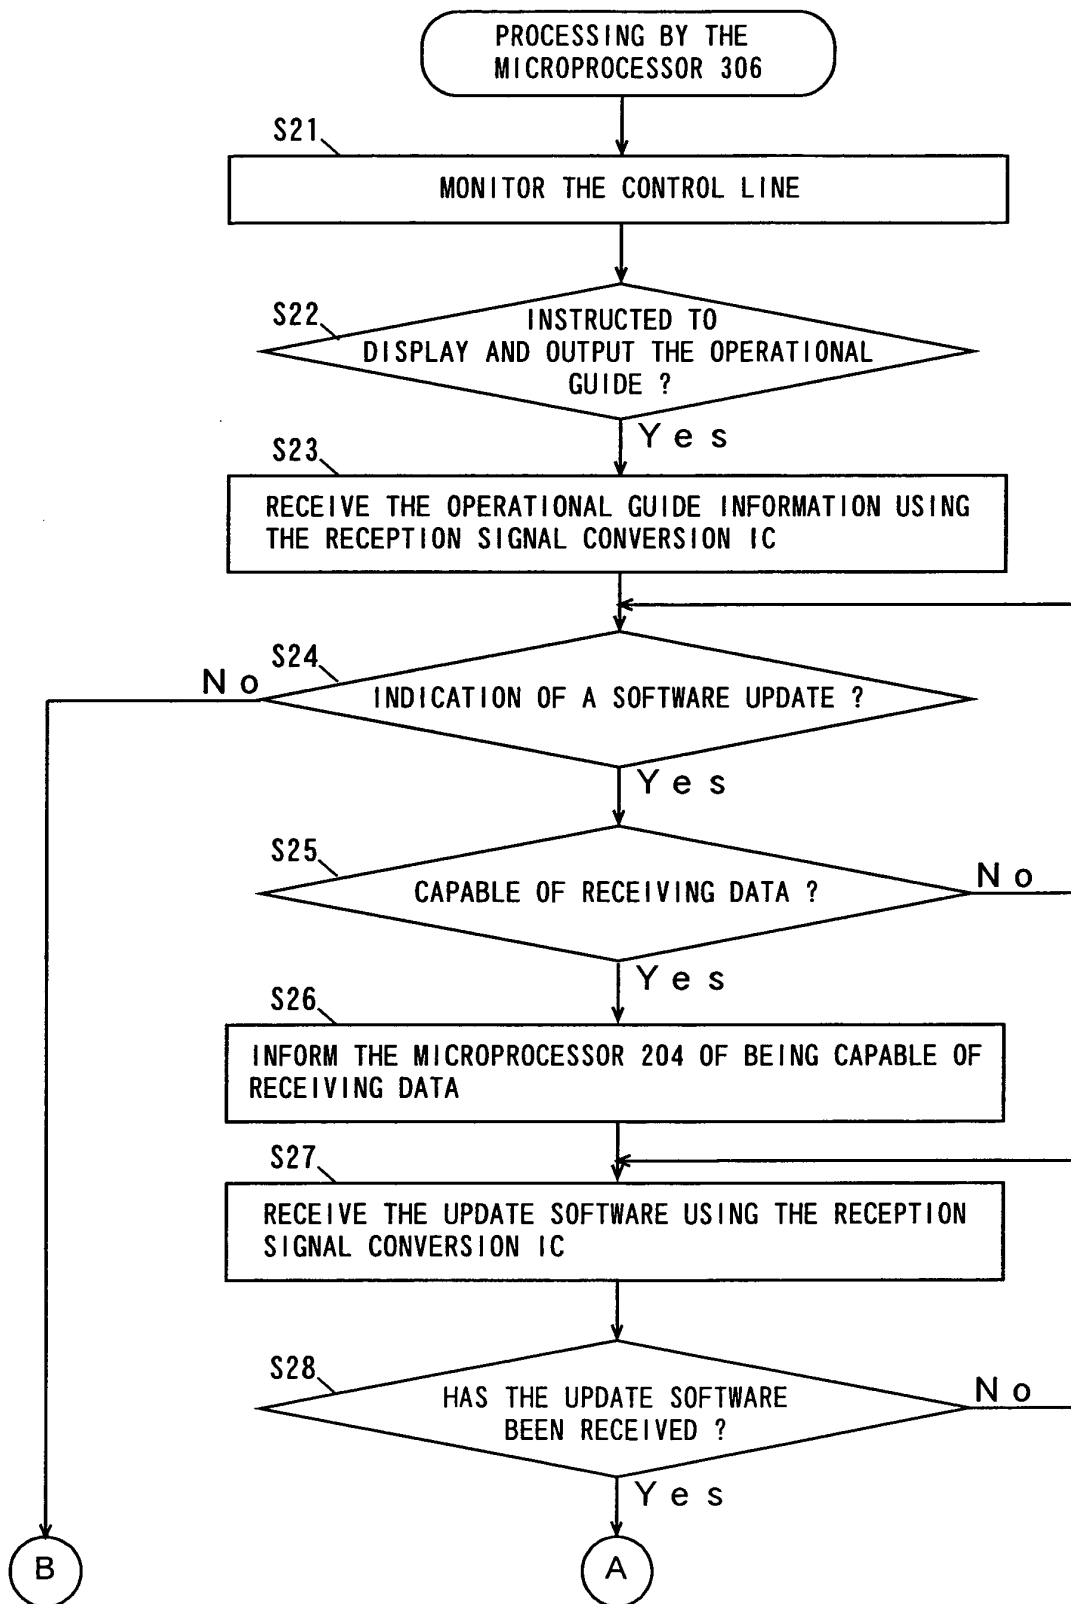 PROCESSING BY THE
MICROPROCESSOR 306
S21
MONITOR THE CONTROL LINE
S22
INSTRUCTED TO
DISPLAY AND OUTPUT THE OPERATIONAL
GUIDE ?
Yes
S23
RECEIVE THE OPERATIONAL GUIDE INFORMATION USING
THE RECEPTION SIGNAL CONVERSION IC
S24
No
INDICATION OF A SOFTWARE UPDATE ?
Yes
S25
CAPABLE OF RECEIVING DATA ?
No
Yes
S26
INFORM THE MICROPROCESSOR 204 OF BEING CAPABLE OF
RECEIVING DATA
S27
RECEIVE THE UPDATE SOFTWARE USING THE RECEPTION
SIGNAL CONVERSION IC
S28
HAS THE UPDATE SOFTWARE
BEEN RECEIVED ?
No
Yes
B
A